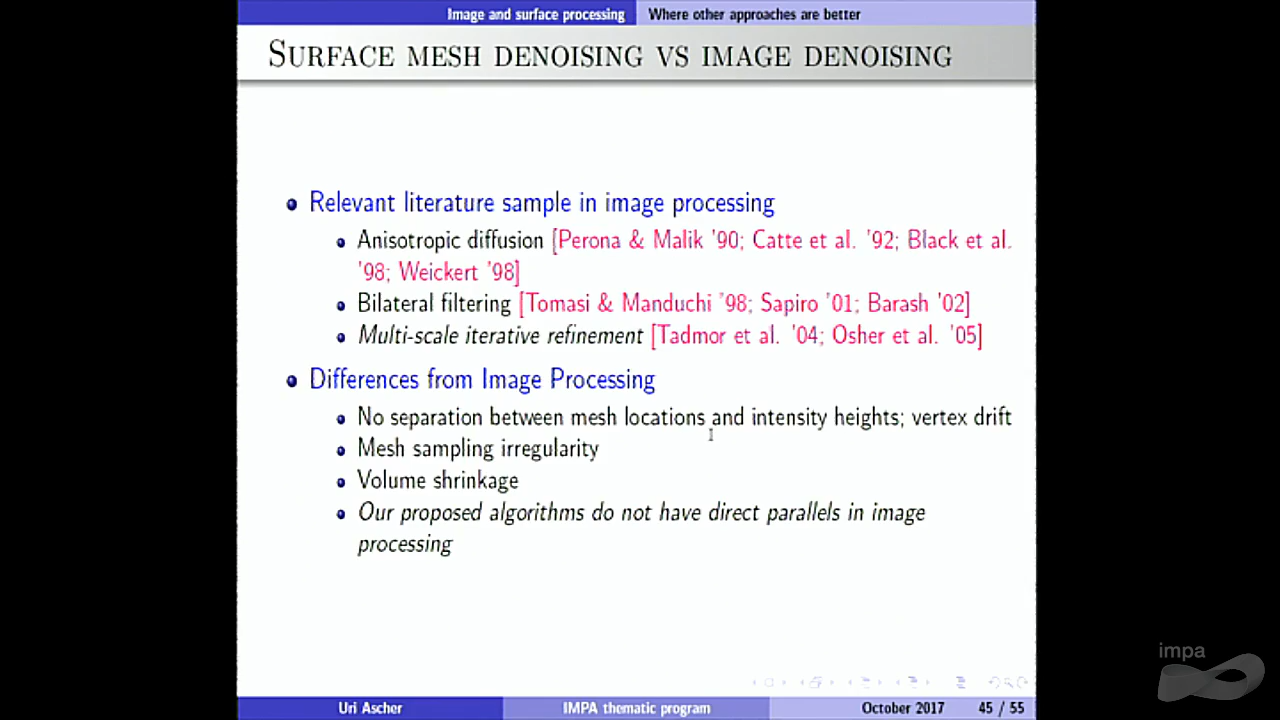 Image and surface processing Where other approaches are better
Surface mesh denoising vs image denoising
Relevant literature sample in image processing
Anisotropic diffusion [Perona & Malik '90; Catte et al. '92; Black et al.
'98; Weickert '98]
Bilateral filtering [Tomasi & Manduchi '98; Sapiro '01; Barash '02]
Multi-scale iterative refinement [Tadmor et al. '04; Osher et al. '05]
Differences from Image Processing
No separation between mesh locations and intensity heights; vertex drift
Mesh sampling irregularity
Volume shrinkage
Our proposed algorithms do not have direct parallels in image
processing
impa
Uri Ascher IMPA thematic program October 2017 45 / 55